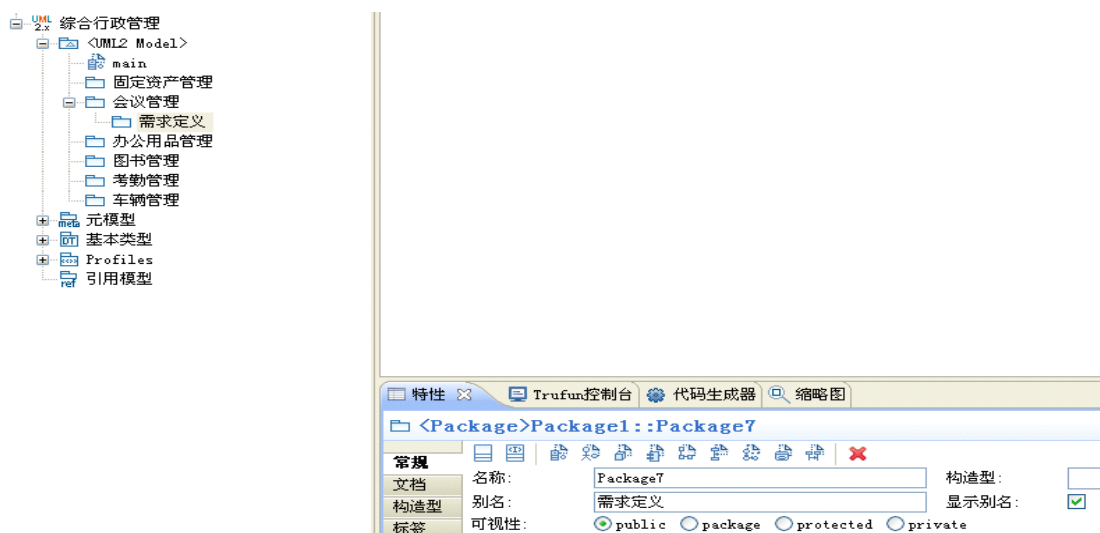 UML 2.x 综合行政管理
<UML2 Model>
main
固定资产管理
会议管理
需求定义
办公用品管理
图书管理
考勤管理
车辆管理
meta 元模型
DT 基本类型
Profiles
ref 引用模型
特性 Trufun控制台 代码生成器 缩略图
<Package>Package1::Package7
常规
文档
构造型
标签
名称: Package7 构造型:
别名: 需求定义 显示别名:
可视性: public package protected private